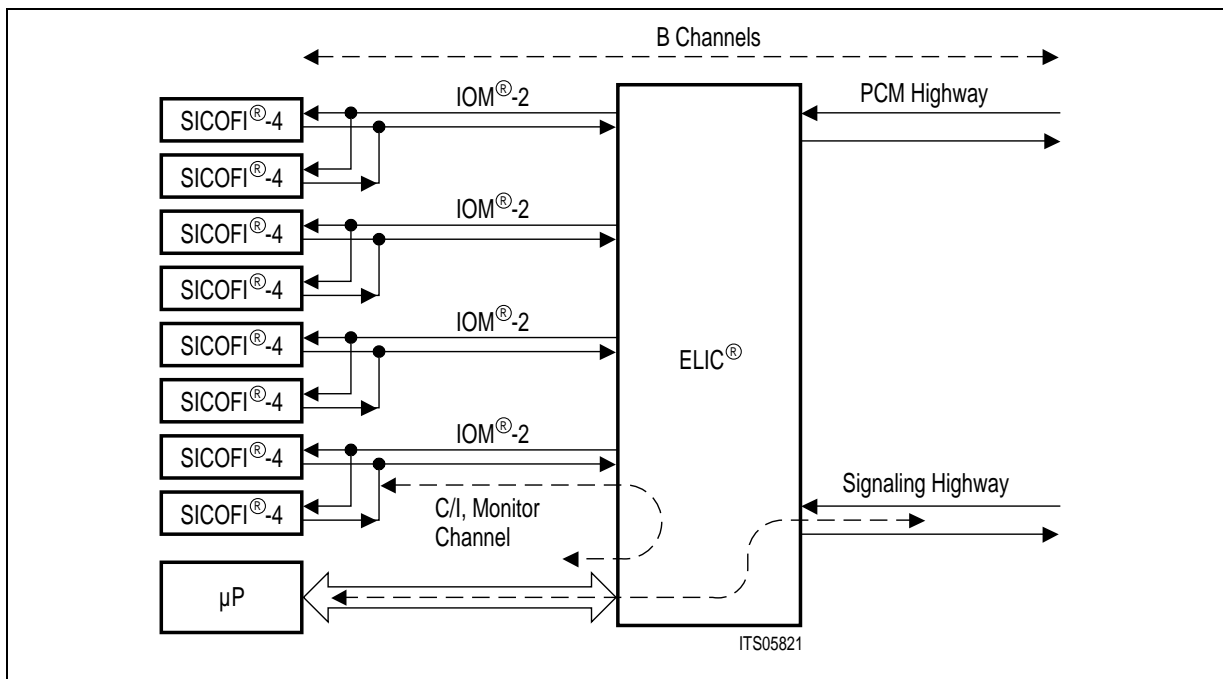 B Channels
IOM®-2
PCM Highway
SICOFI®-4
SICOFI®-4
IOM®-2
SICOFI®-4
SICOFI®-4
IOM®-2
SICOFI®-4
ELIC®
SICOFI®-4
IOM®-2
SICOFI®-4
Signaling Highway
SICOFI®-4
C/I, Monitor
Channel
µP
ITS05821